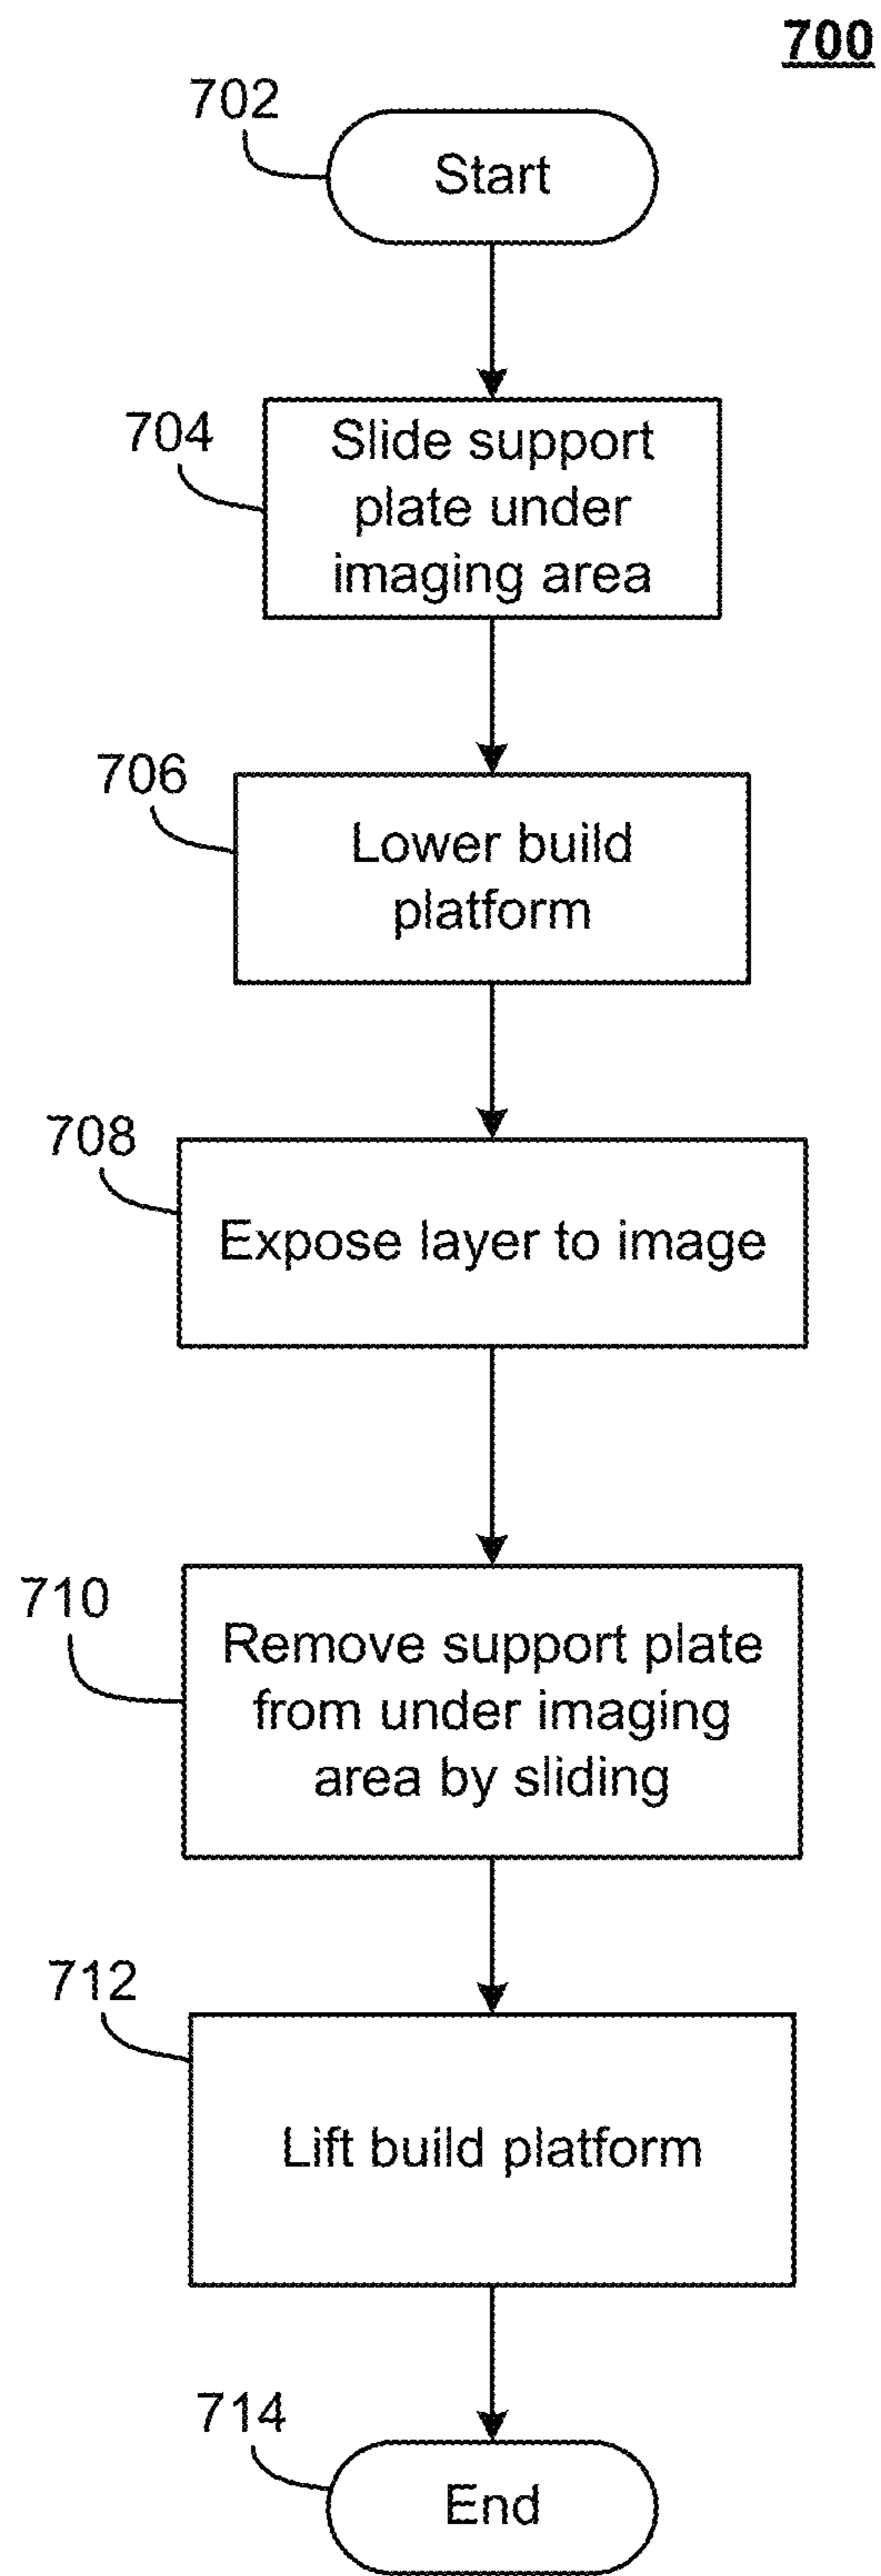 700
702
Start
704
Slide support
plate under
imaging area
706
Lower build
platform
708
Expose layer to image
710
Remove support plate
from under imaging
area by sliding
712
Lift build platform
714
End